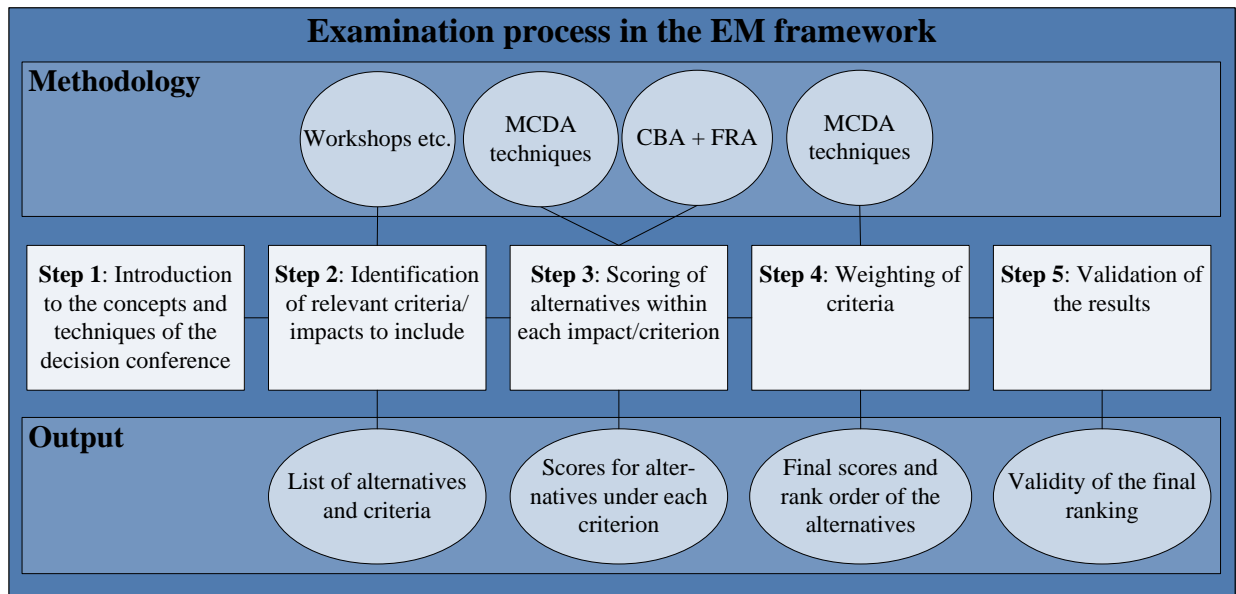 Examination process in the EM framework
Methodology
Workshops etc.
MCDA
techniques
CBA + FRA
MCDA
techniques
Step 1: Introduction
to the concepts and
techniques of the
decision conference
Step 2: Identification
of relevant criteria/
impacts to include
Step 3: Scoring of
alternatives within
each impact/criterion
Step 4: Weighting of
criteria
Step 5: Validation of
the results
Output
List of alternatives
and criteria
Scores for alter-
natives under each
criterion
Final scores and
rank order of the
alternatives
Validity of the final
ranking